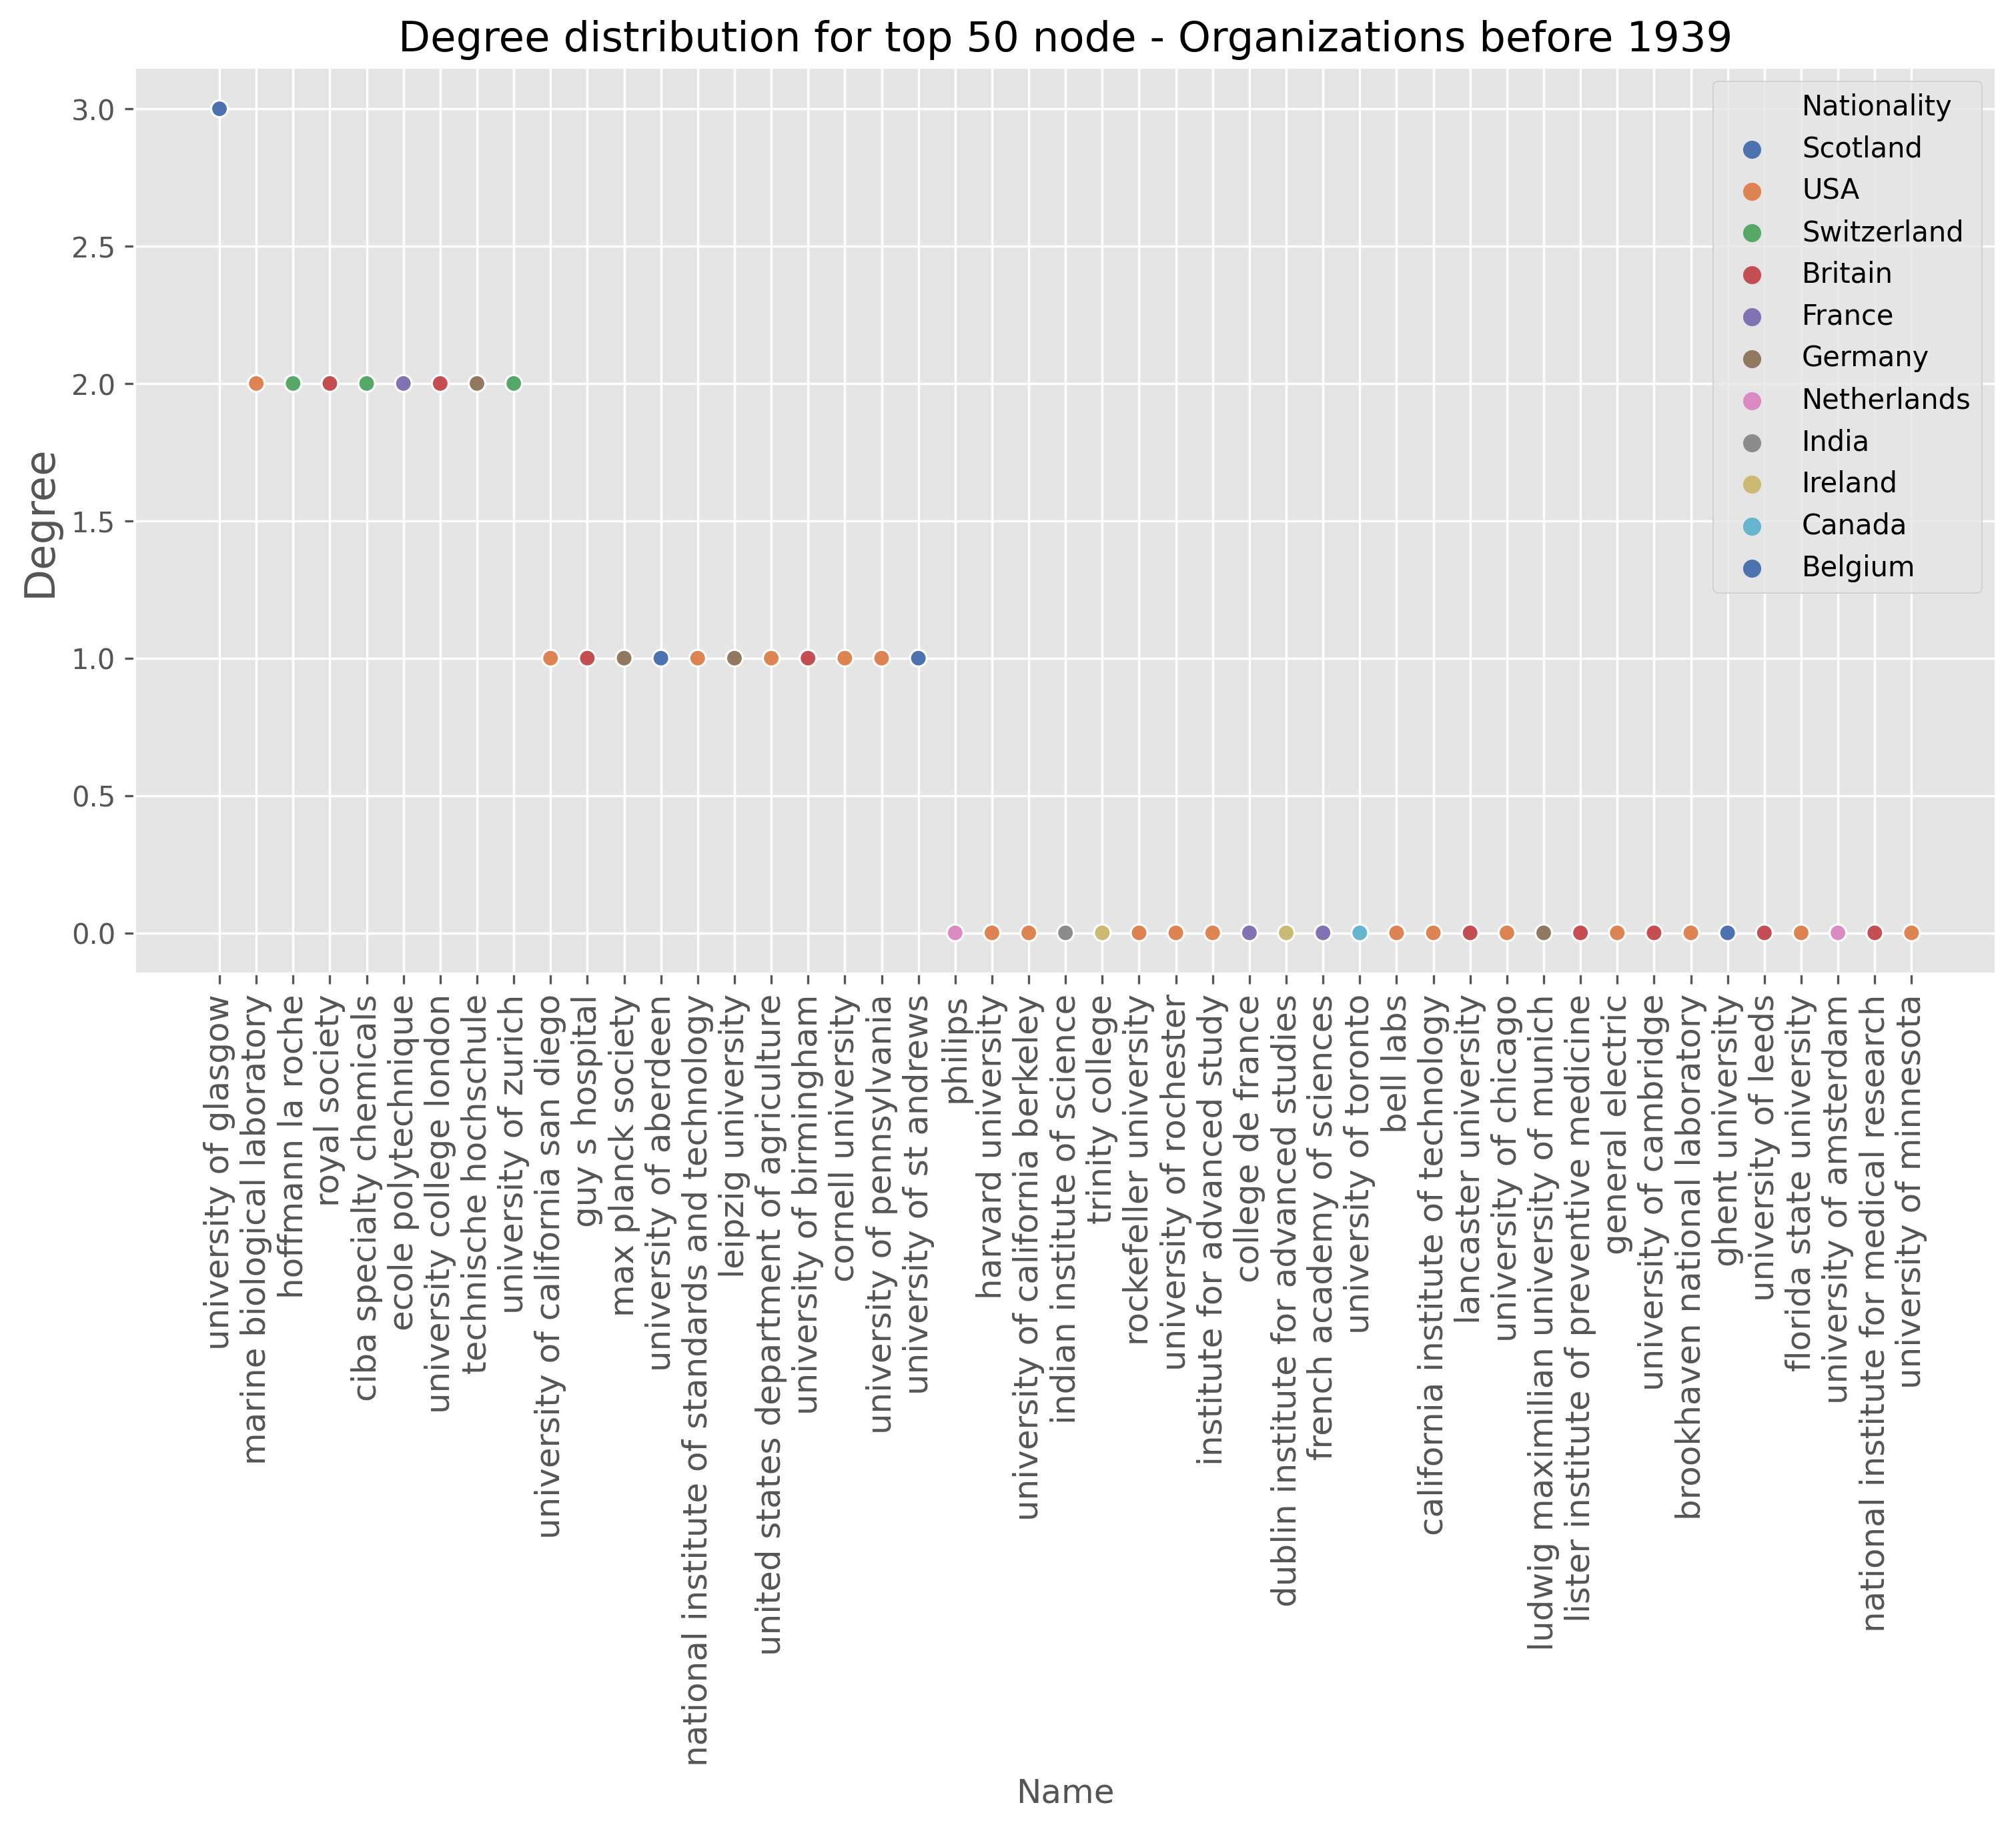 Degree distribution for top 50 node - Organizations before 1939
Degree
3.0
2.5
2.0
1.5
1.0
0.5
0.0
Nationality
Scotland
USA
Switzerland
Britain
France
Germany
Netherlands
India
Ireland
Canada
Belgium
university of glasgow
marine biological laboratory
hoffmann la roche
royal society
ciba specialty chemicals
ecole polytechnique
university college london
technische hochschule
university of zurich
university of california san diego
guy s hospital
max planck society
university of aberdeen
national institute of standards and technology
leipzig university
united states department of agriculture
university of birmingham
cornell university
university of pennsylvania
university of st andrews
philips
harvard university
university of california berkeley
indian institute of science
trinity college
rockefeller university
university of rochester
institute for advanced study
college de france
dublin institute for advanced studies
french academy of sciences
university of toronto
bell labs
california institute of technology
lancaster university
university of chicago
ludwig maximilian university of munich
lister institute of preventive medicine
general electric
university of cambridge
brookhaven national laboratory
ghent university
university of leeds
florida state university
university of amsterdam
national institute for medical research
university of minnesota
Name